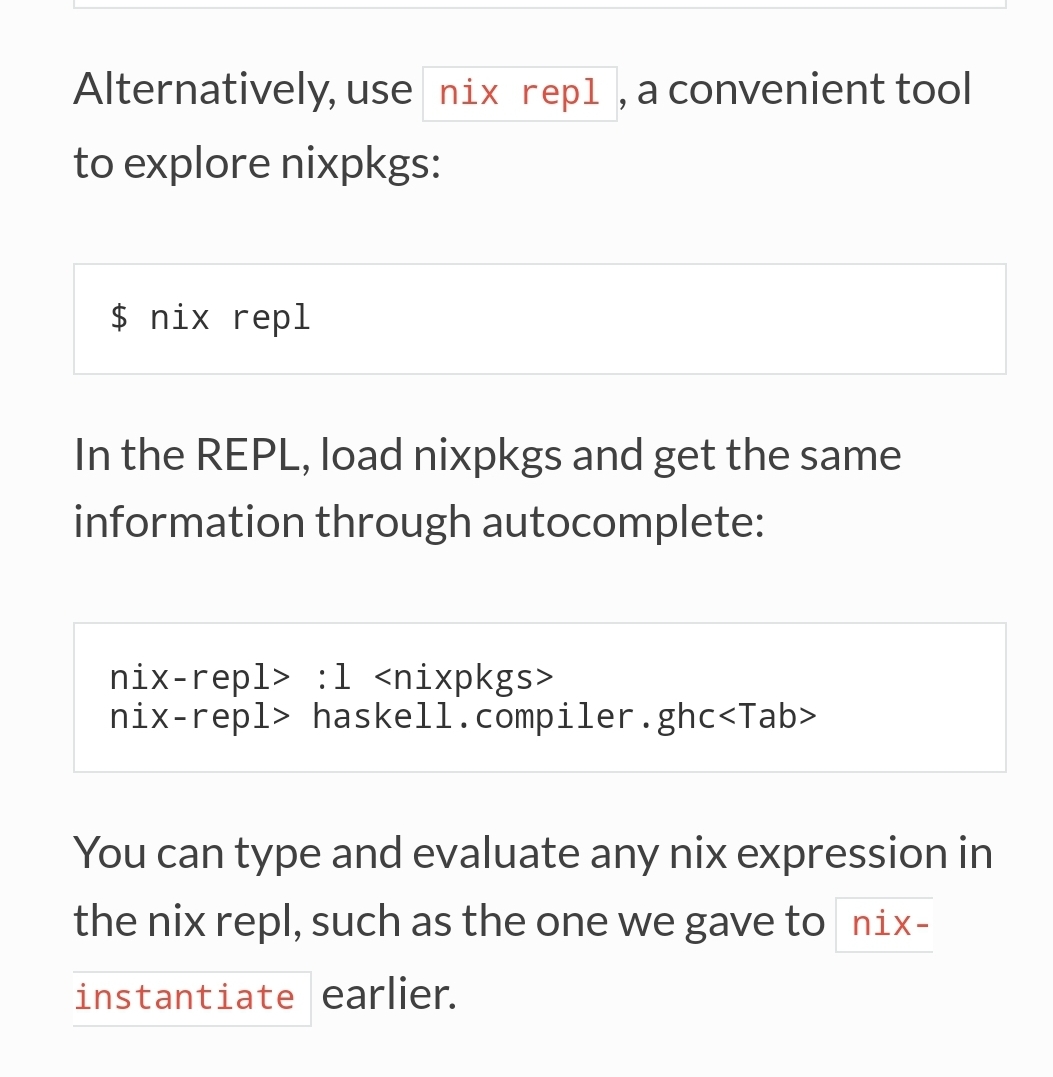 Alternatively, use nix repl, a convenient tool
to explore nixpkgs:
$ nix repl
In the REPL, load nixpkgs and get the same
information through autocomplete:
nix-repl> :l <nixpkgs>
nix-repl> haskell.compiler.ghc<Tab>
You can type and evaluate any nix expression in
the nix repl, such as the one we gave to nix-
instantiate earlier.